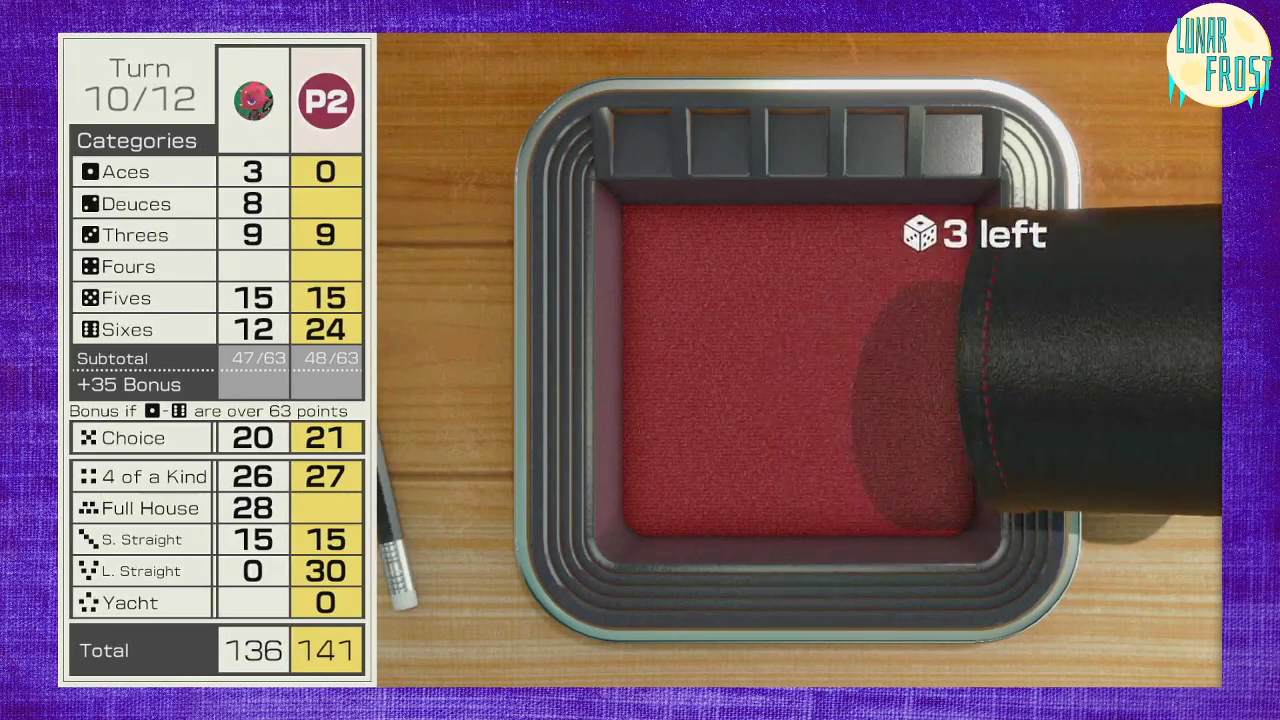 LUNAR
FROST
Turn
10/12
P2
Categories
Aces 3 0
Deuces 8
Threes 9 9
Fours
Fives 15 15
Sixes 12 24
Subtotal 47/63 48/63
+35 Bonus
Bonus if - are over 63 points
Choice 20 21
4 of a Kind 26 27
Full House 28
S. Straight 15 15
L. Straight 0 30
Yacht 0
Total 136 141
3 left